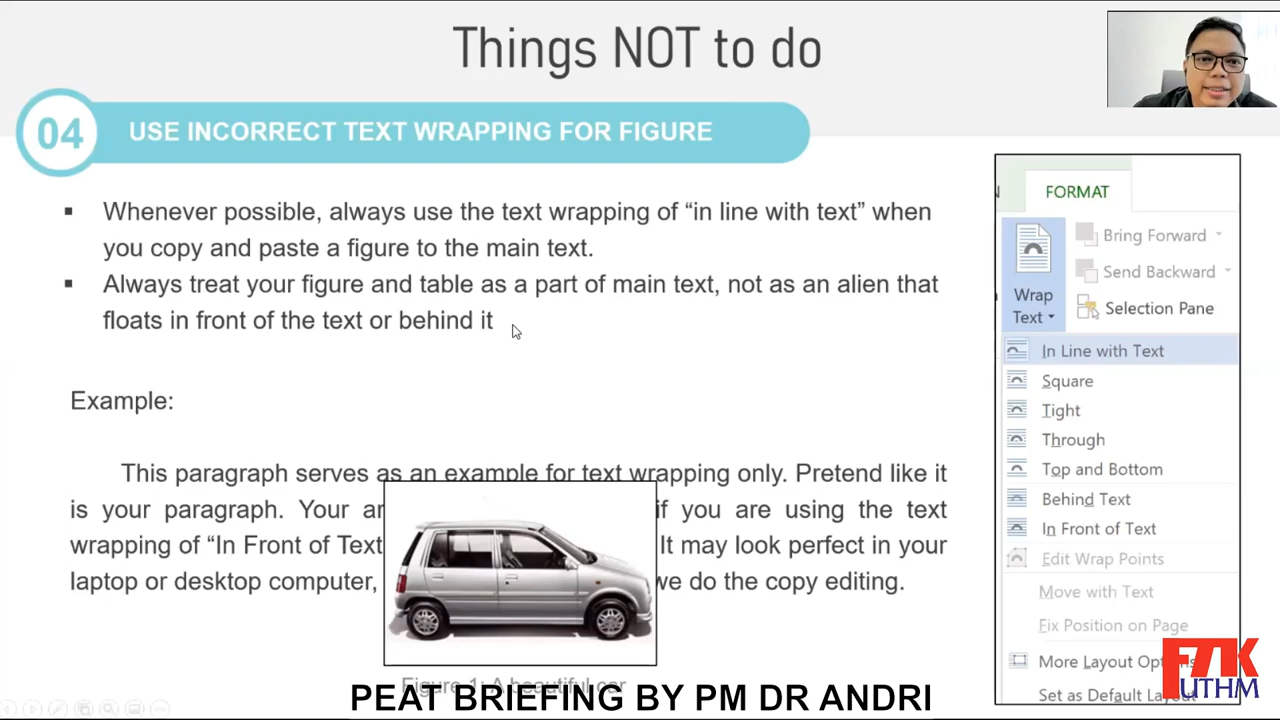 Things NOT to do
04
USE INCORRECT TEXT WRAPPING FOR FIGURE
▪ Whenever possible, always use the text wrapping of “in line with text” when
you copy and paste a figure to the main text.
▪ Always treat your figure and table as a part of main text, not as an alien that
floats in front of the text or behind it
Example:
This paragraph serves as an example for text wrapping only. Pretend like it
is your paragraph. Your if you are using the text
wrapping of “In Front of Text It may look perfect in your
laptop or desktop computer, we do the copy editing.
Figure 1: A beautiful car
FORMAT
Bring Forward
Send Backward
Selection Pane
Wrap
Text
In Line with Text
Square
Tight
Through
Top and Bottom
Behind Text
In Front of Text
Edit Wrap Points
Move with Text
Fix Position on Page
More Layout
Set as Default Layout
FTK
UTHM
PEAT BRIEFING BY PM DR ANDRI